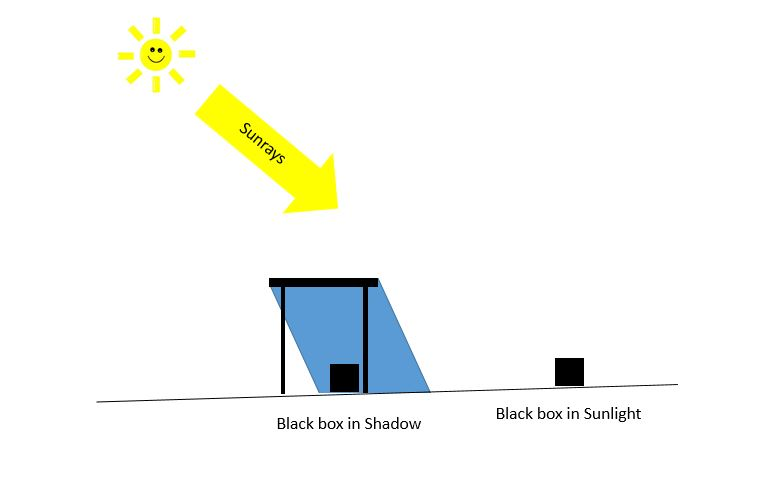 Sunrays
Black box in Shadow
Black box in Sunlight